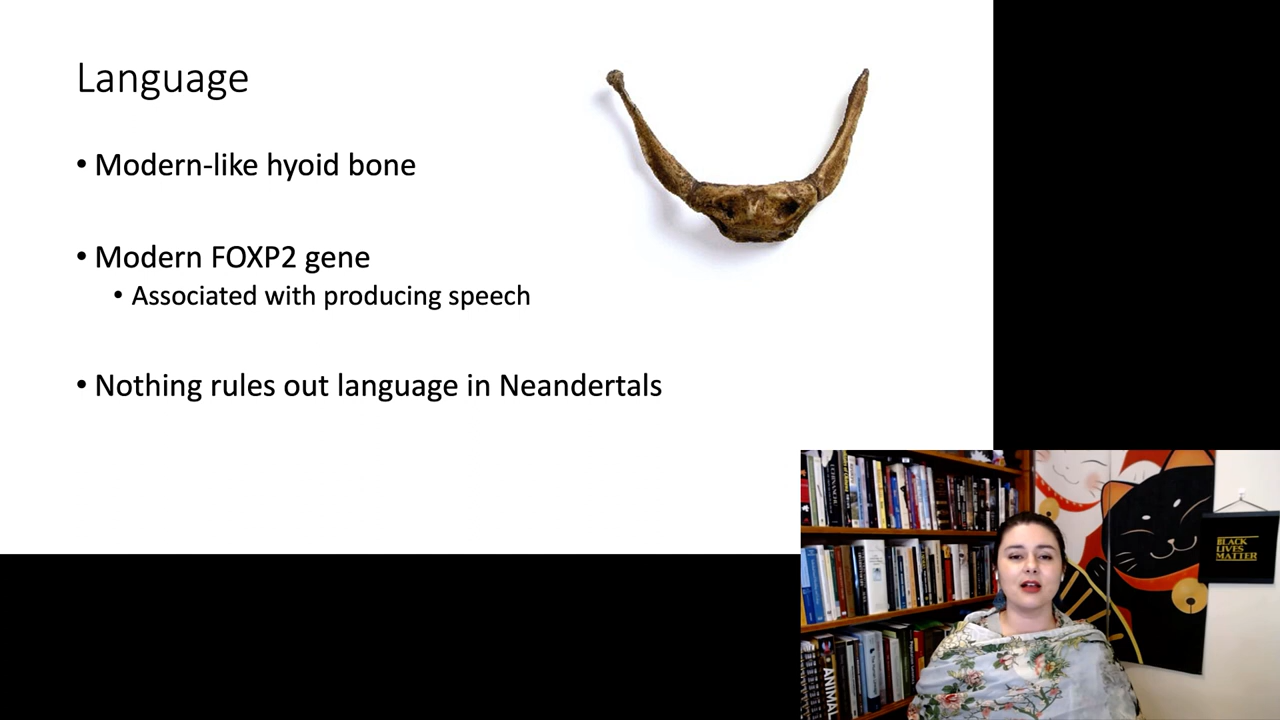 Language
• Modern-like hyoid bone
• Modern FOXP2 gene
• Associated with producing speech
• Nothing rules out language in Neandertals
BLACK
LIVES
MATTER
ANIMAL